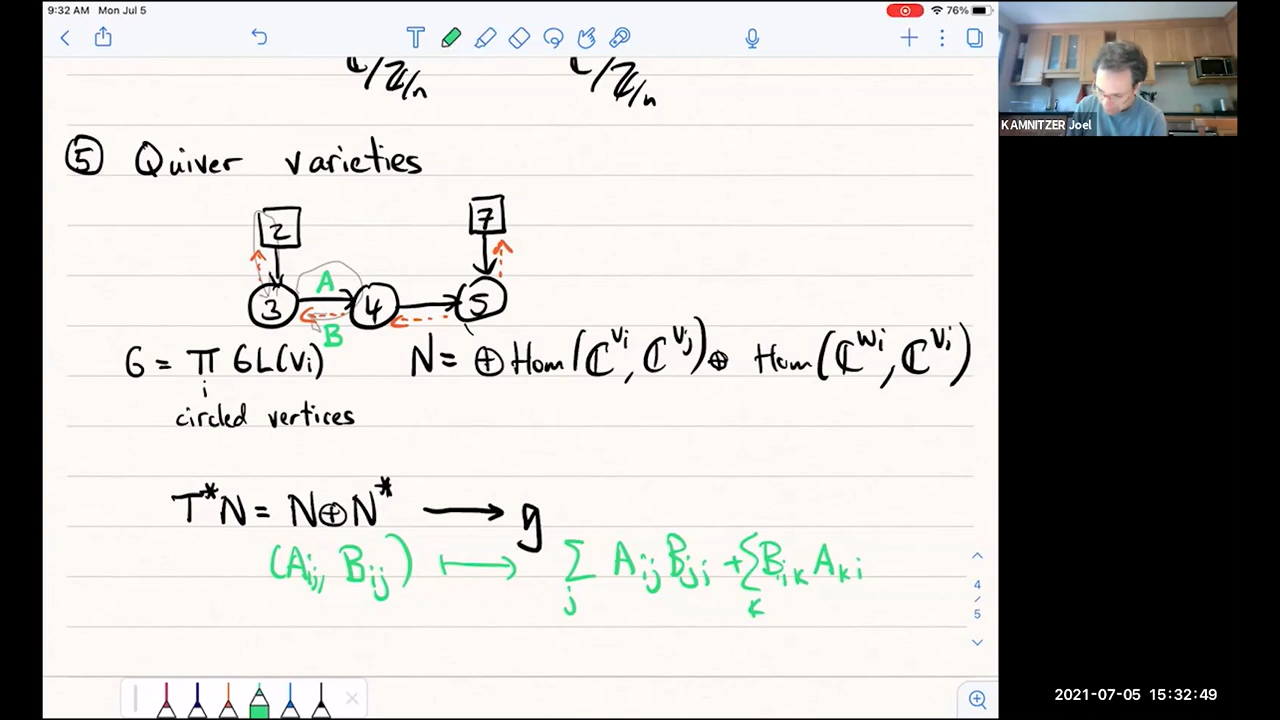 9:32 AM Mon Jul 5
76%
ℂ/ℤ/n ℂ/ℤ/n
⑤ Quiver varieties
2 7
A
3 4 5
B
G = π GL(Vi) N = ⊕ Hom(ℂ^Vi, ℂ^Vj) ⊕ Hom(ℂ^Wi, ℂ^Vi)
i
circled vertices
T*N = N⊕N* ⟶ g
(Aij, Bij) ⟼ Σ Aij Bji + Σ Bik Aki
j k
4
/
5
KAMNITZER Joel
2021-07-05 15:32:49